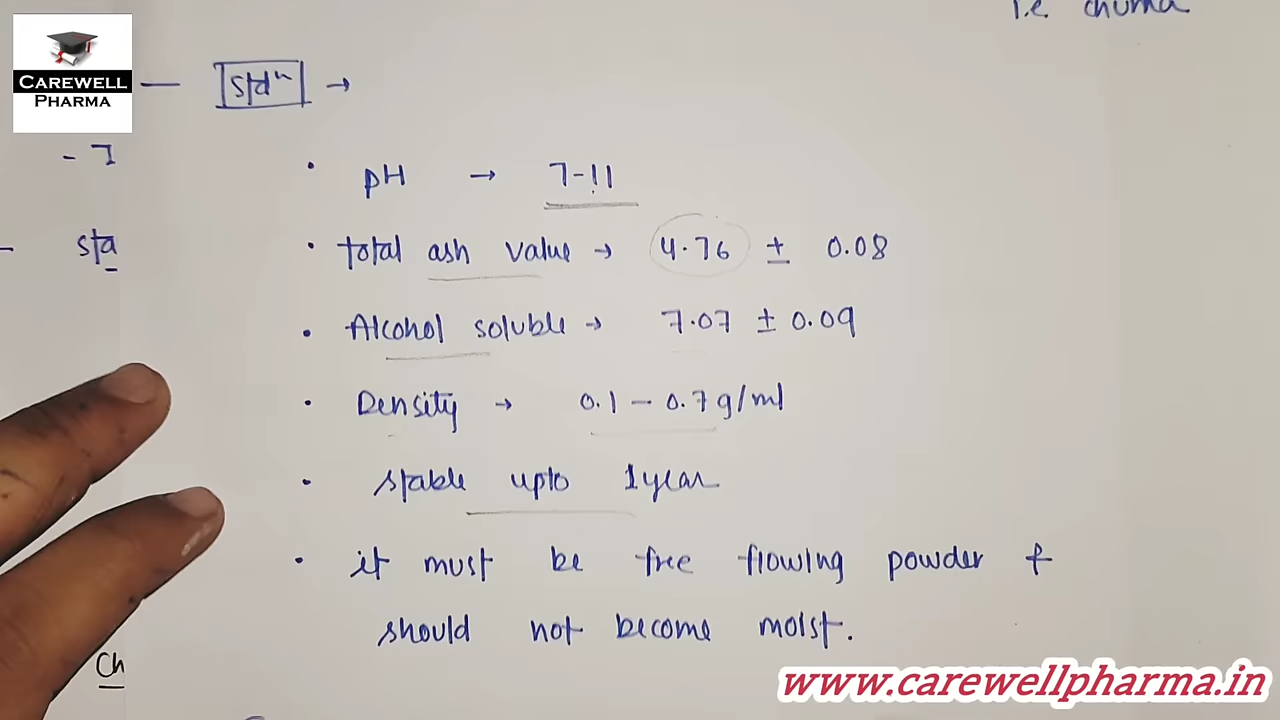 i.e churna
CAREWELL
PHARMA
— Stdⁿ →
- 7
• pH → 7-11
- sta
• Total ash value → 4.76 ± 0.08
• Alcohol soluble → 7.07 ± 0.09
• Density → 0.1 – 0.7 g/ml
• stable upto 1 year
• it must be free flowing powder &
should not become moist.
Ch
www.carewellpharma.in